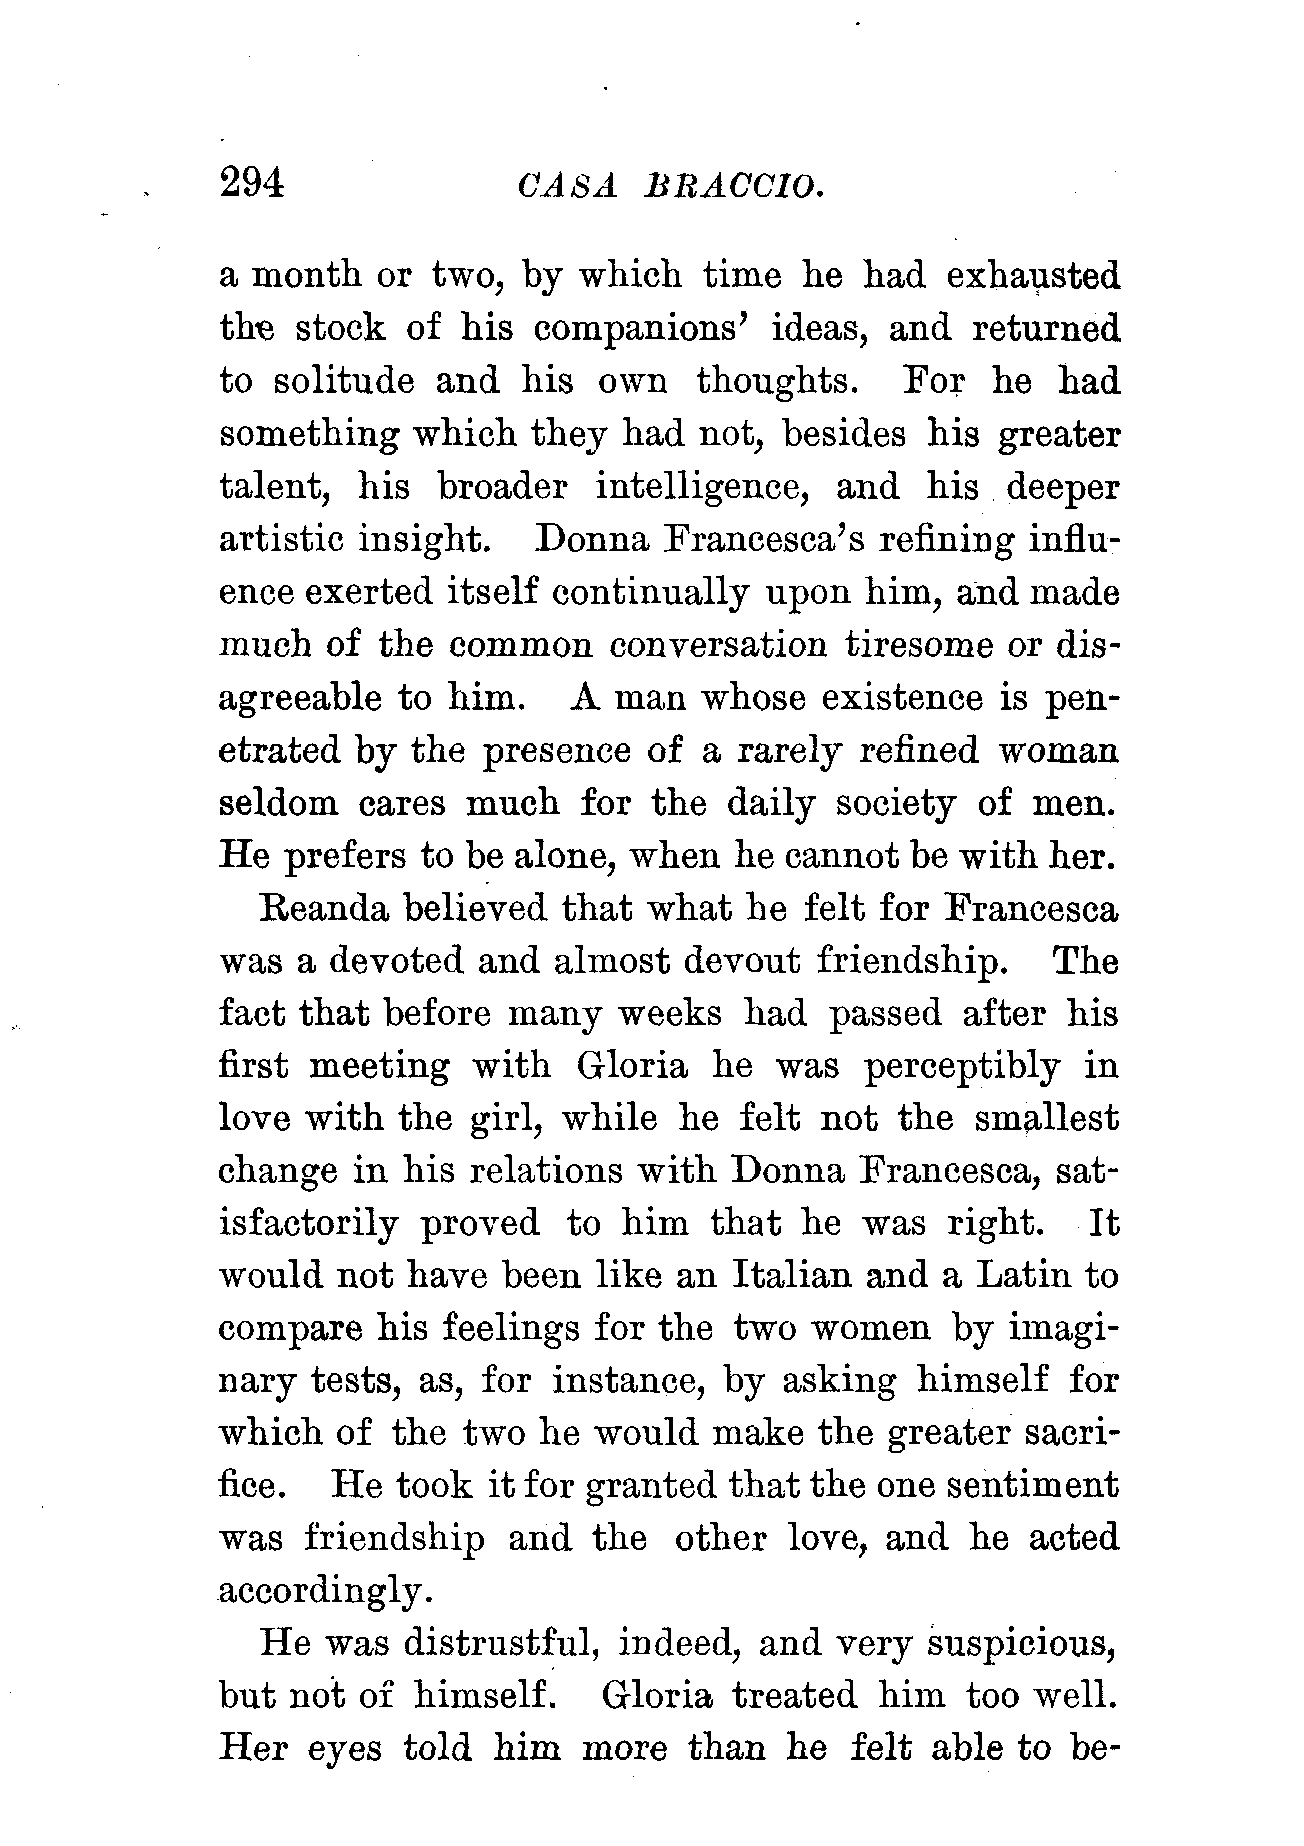 294 CASA BRACCIO.
a month or two, by which time he had exhausted
the stock of his companions' ideas, and returned
to solitude and his own thoughts. For he had
something which they had not, besides his greater
talent, his broader intelligence, and his deeper
artistic insight. Donna Francesca's refining influ-
ence exerted itself continually upon him, and made
much of the common conversation tiresome or dis-
agreeable to him. A man whose existence is pen-
etrated by the presence of a rarely refined woman
seldom cares much for the daily society of men.
He prefers to be alone, when he cannot be with her.
Reanda believed that what he felt for Francesca
was a devoted and almost devout friendship. The
fact that before many weeks had passed after his
first meeting with Gloria he was perceptibly in
love with the girl, while he felt not the smallest
change in his relations with Donna Francesca, sat-
isfactorily proved to him that he was right. It
would not have been like an Italian and a Latin to
compare his feelings for the two women by imagi-
nary tests, as, for instance, by asking himself for
which of the two he would make the greater sacri-
fice. He took it for granted that the one sentiment
was friendship and the other love, and he acted
accordingly.
He was distrustful, indeed, and very suspicious,
but not of himself. Gloria treated him too well.
Her eyes told him more than he felt able to be-